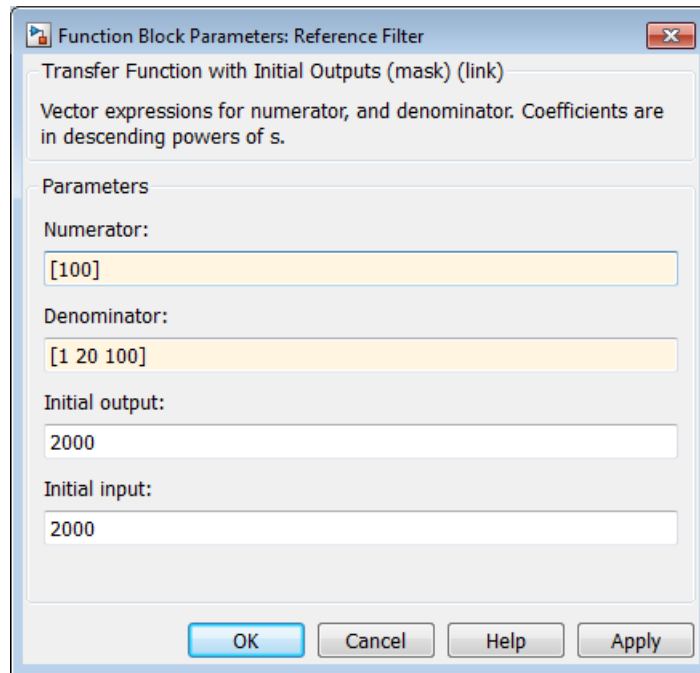 Function Block Parameters: Reference Filter
Transfer Function with Initial Outputs (mask) (link)
Vector expressions for numerator, and denominator. Coefficients are
in descending powers of s.
Parameters
Numerator:
[100]
Denominator:
[1 20 100]
Initial output:
2000
Initial input:
2000
OK Cancel Help Apply